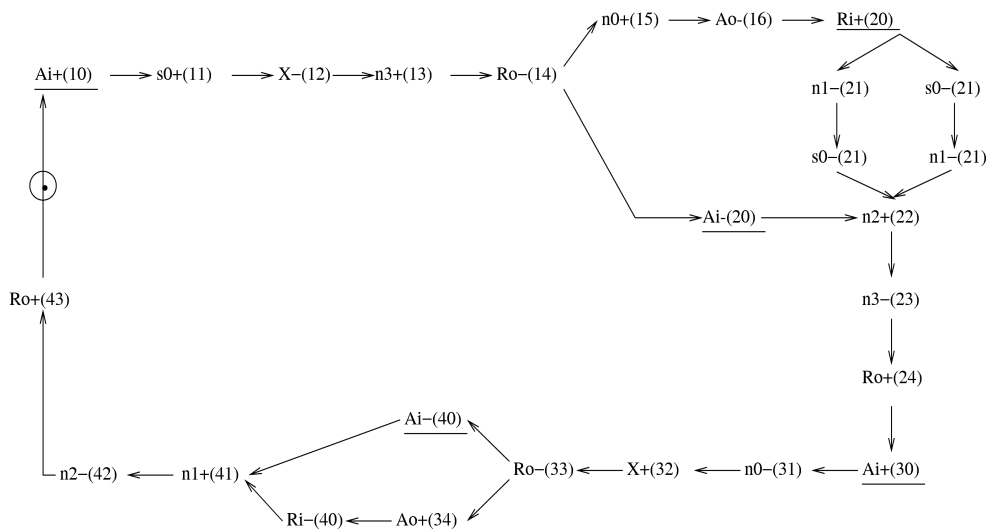 n0+(15) Ao-(16) Ri+(20)
Ai+(10) s0+(11) X−(12) n3+(13) Ro−(14)
n1−(21) s0−(21)
s0−(21) n1−(21)
Ai-(20) n2+(22)
Ro+(43) n3−(23)
Ro+(24)
Ai−(40)
n2−(42) n1+(41) Ro−(33) X+(32) n0−(31) Ai+(30)
Ri−(40) Ao+(34)